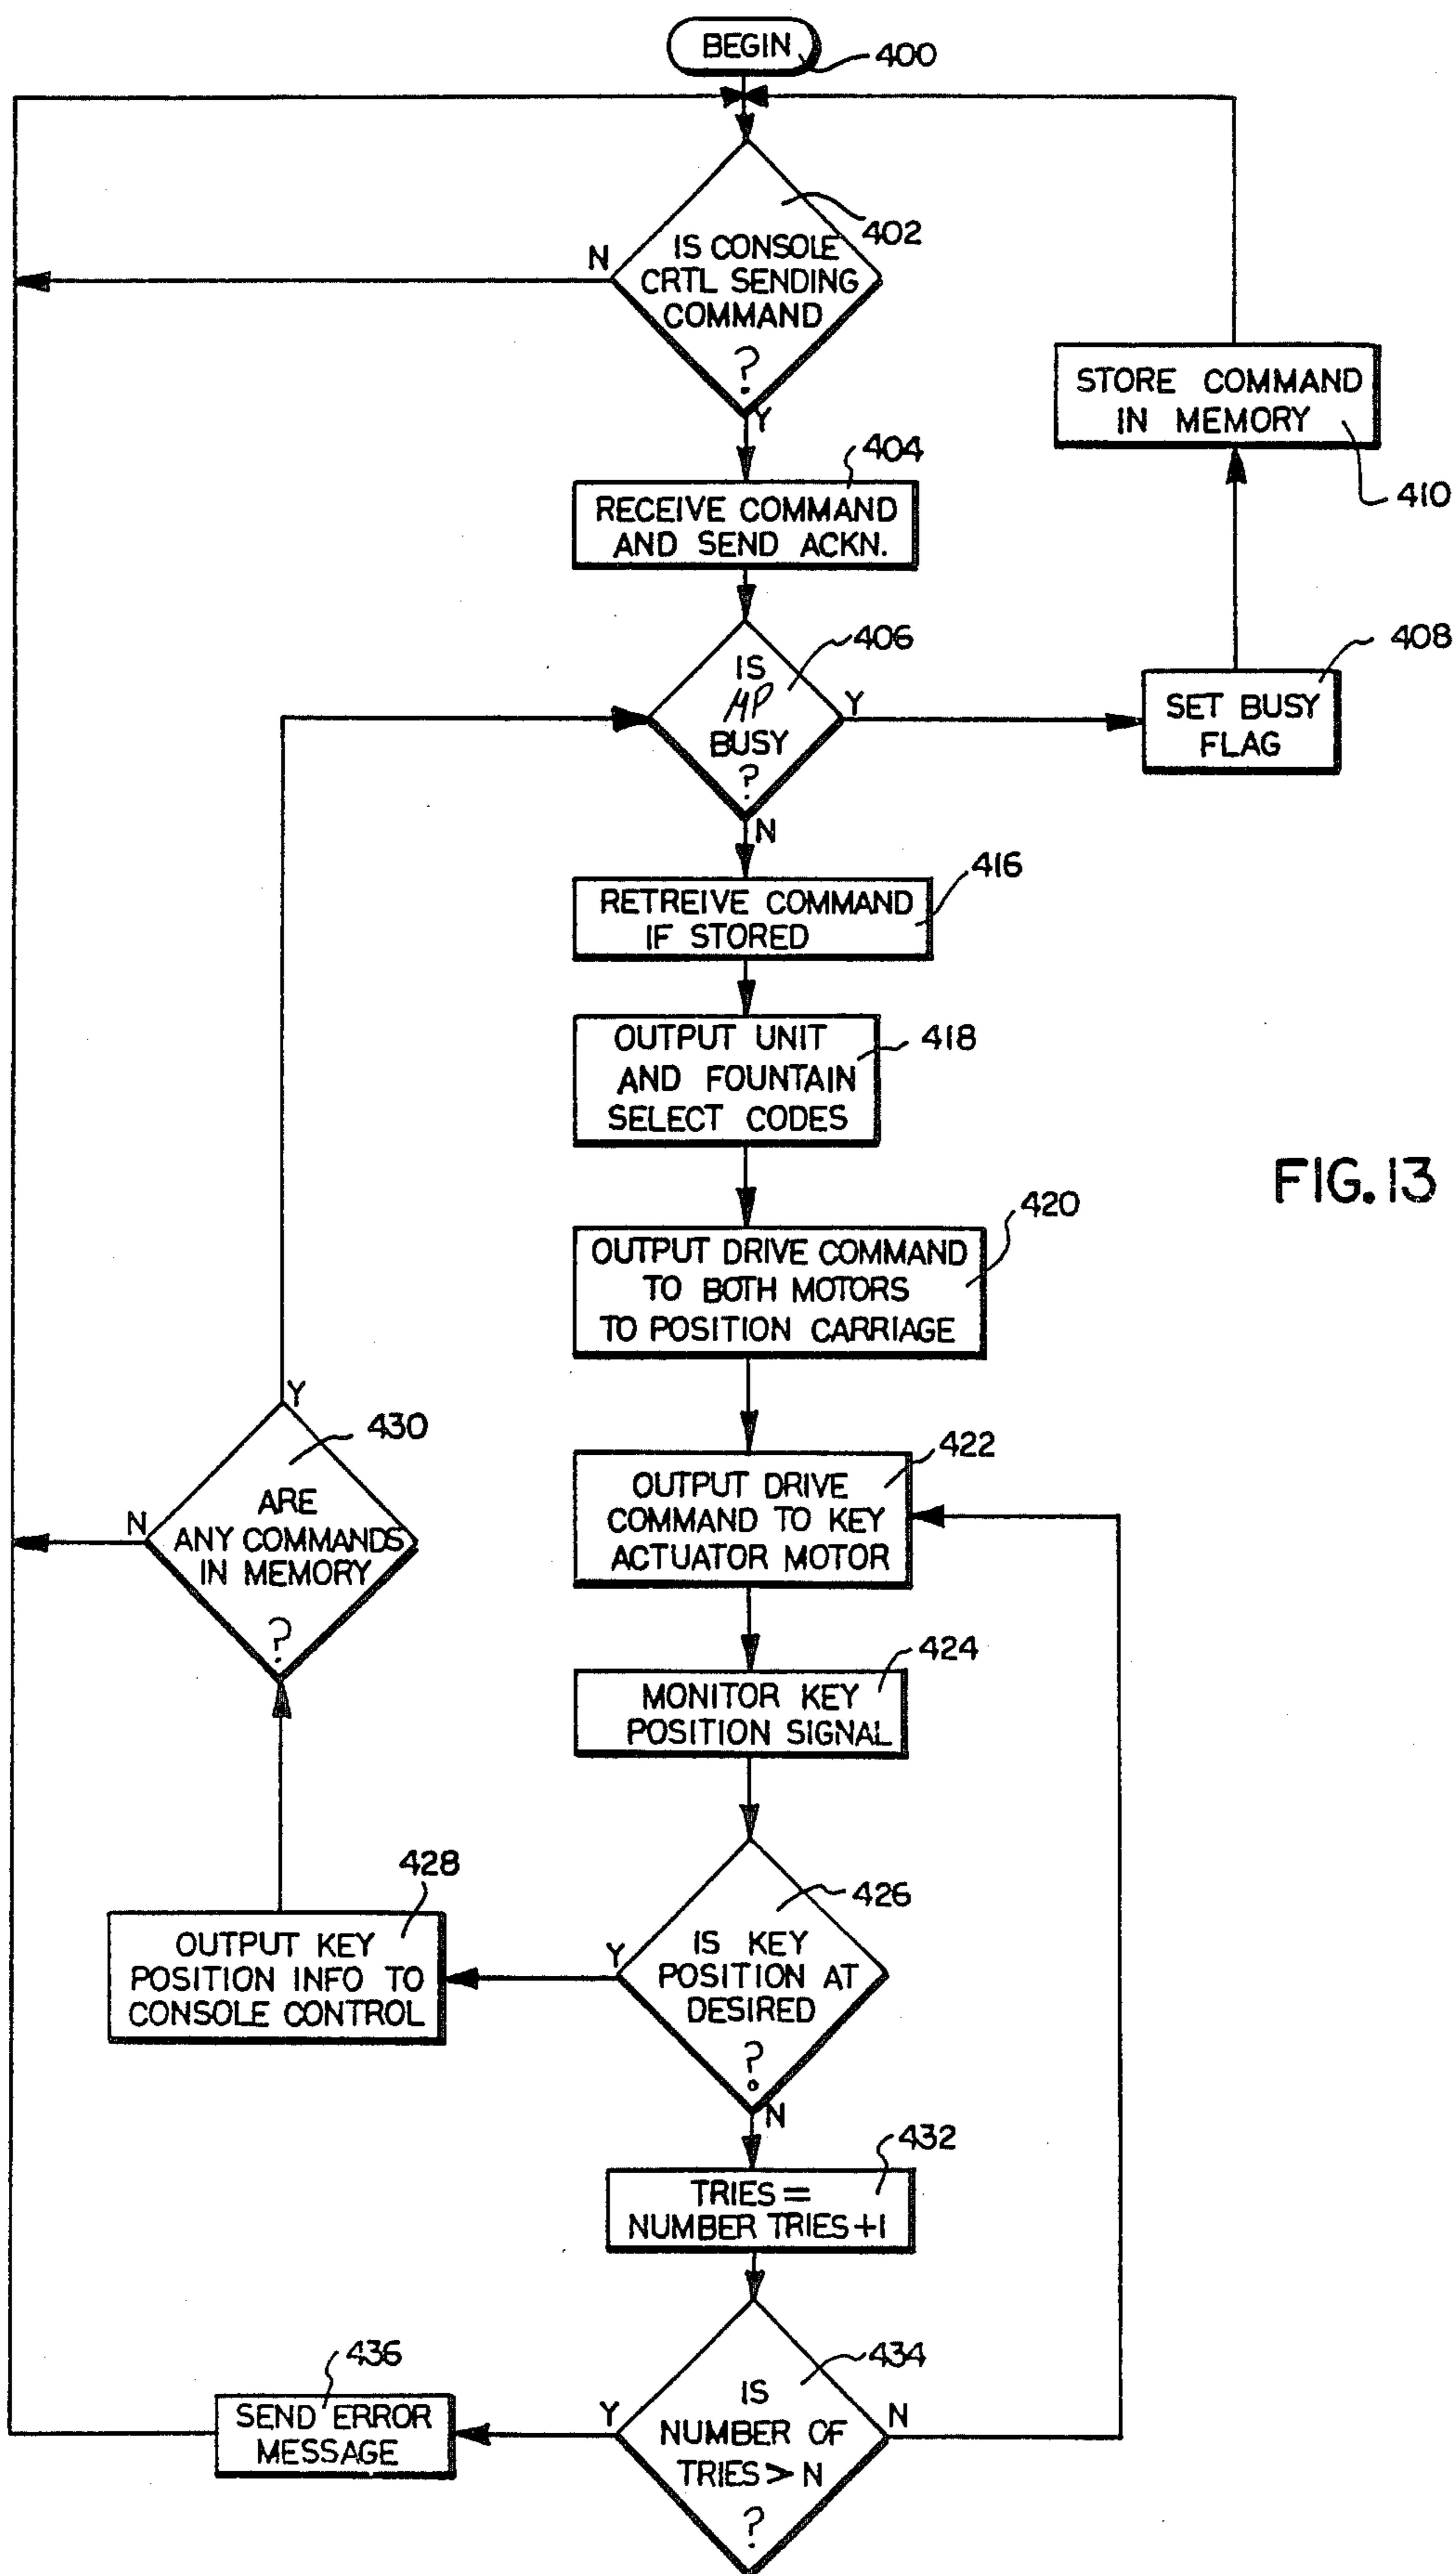 BEGIN
400
402
IS CONSOLE
CRTL SENDING
COMMAND
?
N
Y
STORE COMMAND
IN MEMORY
410
404
RECEIVE COMMAND
AND SEND ACKN.
406
IS
μP
BUSY
?
Y
N
408
SET BUSY
FLAG
416
RETREIVE COMMAND
IF STORED
OUTPUT UNIT
AND FOUNTAIN
SELECT CODES
418
FIG. 13
420
OUTPUT DRIVE COMMAND
TO BOTH MOTORS
TO POSITION CARRIAGE
Y
430
ARE
ANY COMMANDS
IN MEMORY
?
N
422
OUTPUT DRIVE
COMMAND TO KEY
ACTUATOR MOTOR
424
MONITOR KEY
POSITION SIGNAL
428
OUTPUT KEY
POSITION INFO TO
CONSOLE CONTROL
426
IS KEY
POSITION AT
DESIRED
?
Y
N
432
TRIES =
NUMBER TRIES+1
436
SEND ERROR
MESSAGE
434
IS
NUMBER OF
TRIES > N
?
Y
N